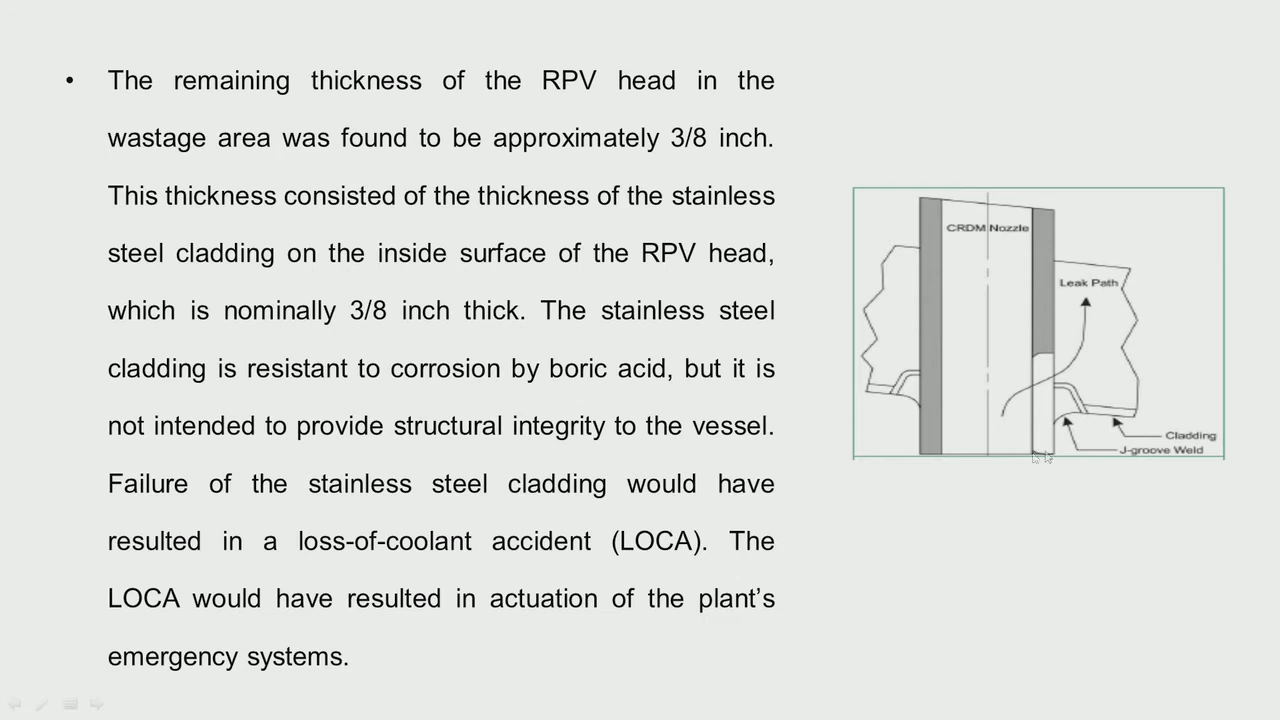 • The remaining thickness of the RPV head in the
wastage area was found to be approximately 3/8 inch.
This thickness consisted of the thickness of the stainless
steel cladding on the inside surface of the RPV head,
which is nominally 3/8 inch thick. The stainless steel
cladding is resistant to corrosion by boric acid, but it is
not intended to provide structural integrity to the vessel.
Failure of the stainless steel cladding would have
resulted in a loss-of-coolant accident (LOCA). The
LOCA would have resulted in actuation of the plant’s
emergency systems.
CRDM Nozzle
Leak Path
Cladding
J-groove Weld